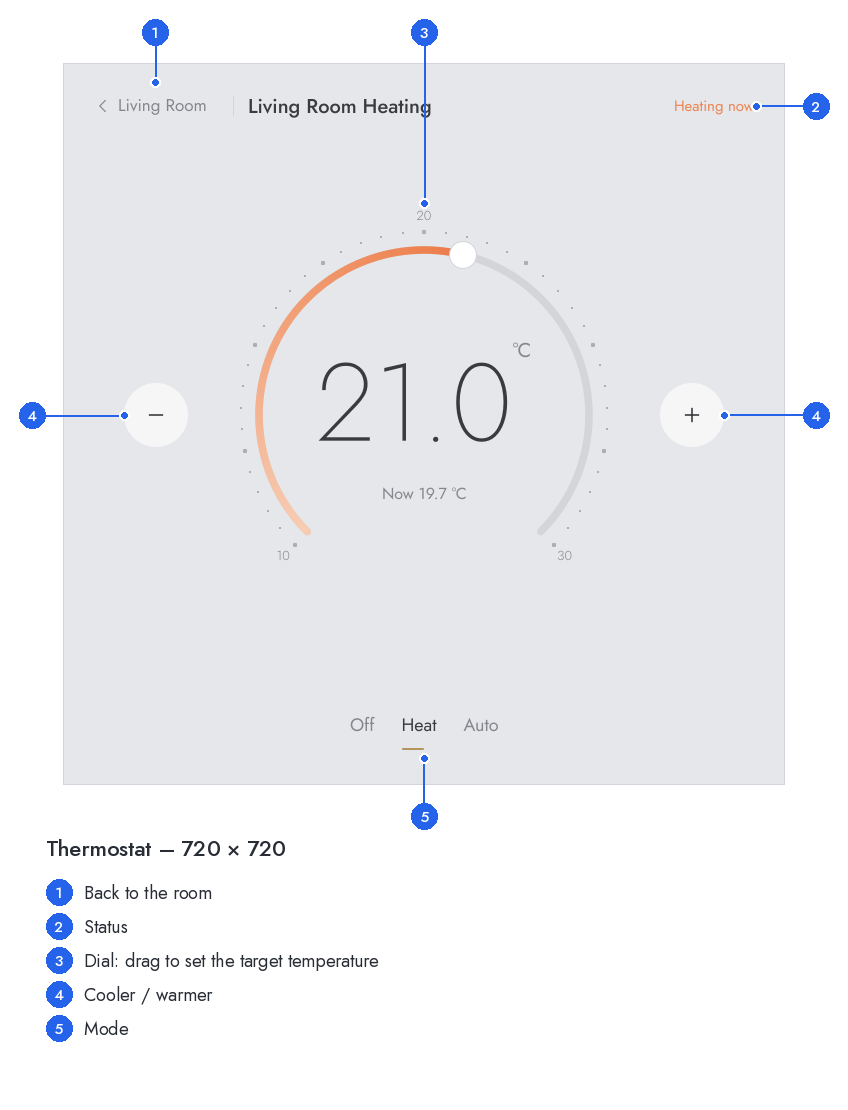 1
3
Living Room
Living Room Heating
Heating now
2
20
21.0 °C
4
−
+
4
Now 19.7 °C
10
30
Off Heat Auto
5
Thermostat – 720 × 720
1 Back to the room
2 Status
3 Dial: drag to set the target temperature
4 Cooler / warmer
5 Mode